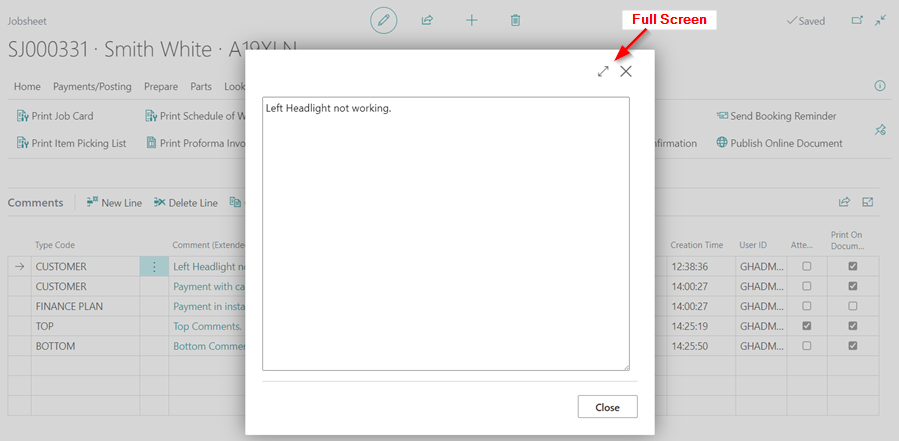 Jobsheet
Full Screen
Saved
SJ000331 · Smith White · A19XLN
Home Payments/Posting Prepare Parts Look
Print Job Card Print Schedule of W Send Booking Reminder
Print Item Picking List Print Proforma Invo Publish Online Document
Left Headlight not working.
Comments New Line Delete Line
Type Code Comment (Extende Creation Time User ID Atte... Print On
Docum...
CUSTOMER Left Headlight no 12:38:36 GHADM...
CUSTOMER Payment with ca 14:00:27 GHADM...
FINANCE PLAN Payment in insta 14:00:27 GHADM...
TOP Top Comments. 14:25:19 GHADM...
BOTTOM Bottom Commen 14:25:50 GHADM...
Close